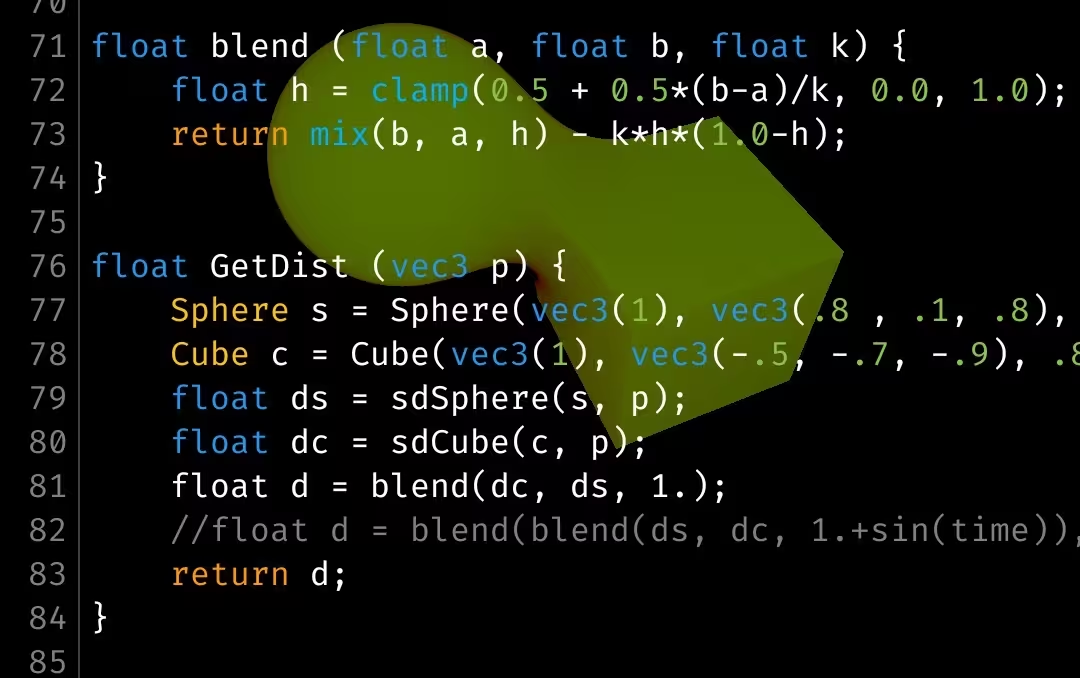 70
71 float blend (float a, float b, float k) {
72     float h = clamp(0.5 + 0.5*(b-a)/k, 0.0, 1.0);
73     return mix(b, a, h) - k*h*(1.0-h);
74 }
75
76 float GetDist (vec3 p) {
77     Sphere s = Sphere(vec3(1), vec3(.8 , .1, .8),
78     Cube c = Cube(vec3(1), vec3(-.5, -.7, -.9), .8
79     float ds = sdSphere(s, p);
80     float dc = sdCube(c, p);
81     float d = blend(dc, ds, 1.);
82     //float d = blend(blend(ds, dc, 1.+sin(time)),
83     return d;
84 }
85